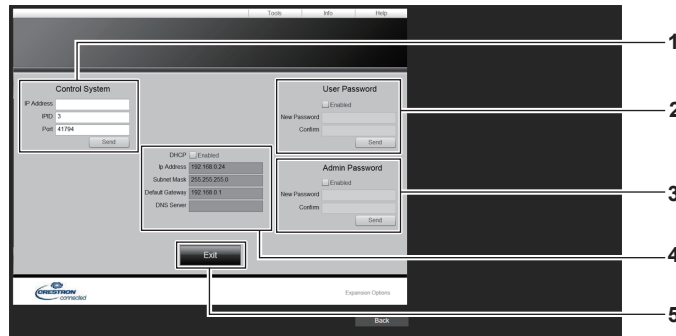 Tools Info Help
1
Control System
IP Address
IPID 3
Port 41794
Send
User Password
Enabled
New Password
Confirm
Send
2
DHCP Enabled
Ip Address 192.168.0.24
Subnet Mask 255.255.255.0
Default Gateway 192.168.0.1
DNS Server
Admin Password
Enabled
New Password
Confirm
Send
3
4
Exit
CRESTRON
connected
Expansion Options
5
Back